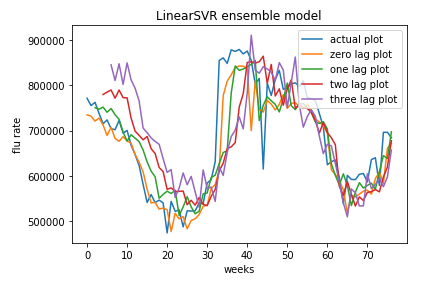 LinearSVR ensemble model
flu rate
900000
800000
700000
600000
500000
actual plot
zero lag plot
one lag plot
two lag plot
three lag plot
0 10 20 30 40 50 60 70
weeks